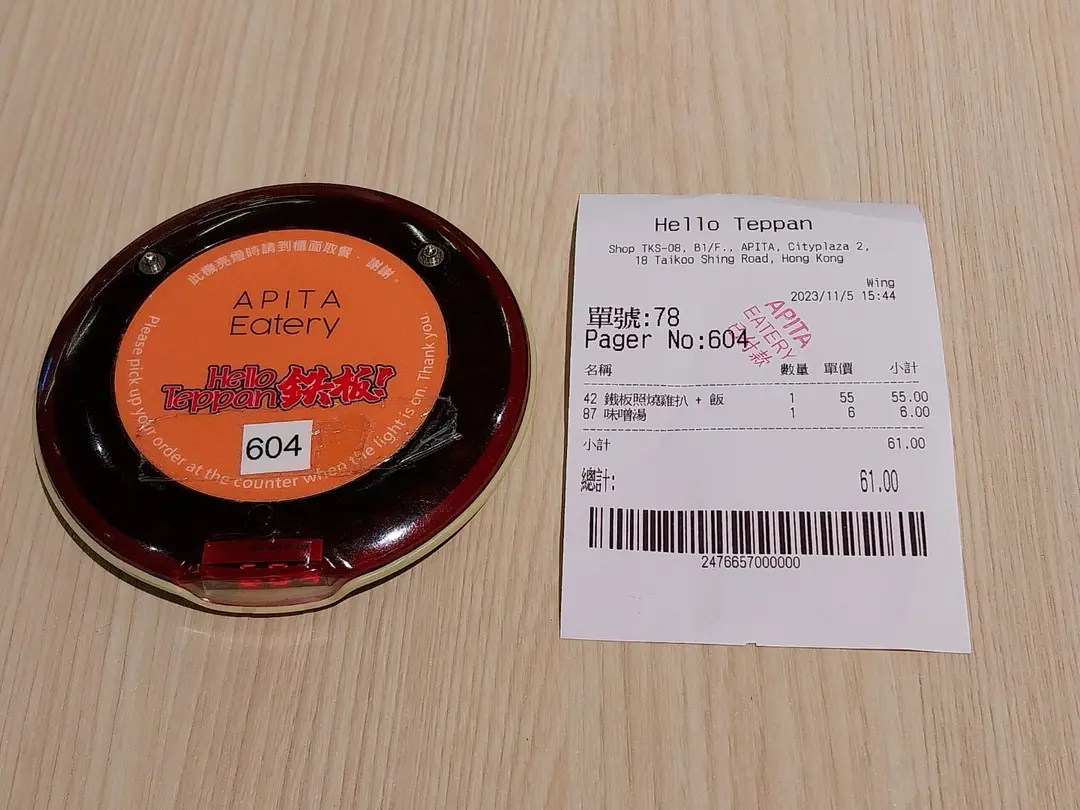 此機亮燈時請到櫃面取餐，謝謝。
APITA
Eatery
Hello
Teppan 鉄板!
604
Please pick up your order at the counter when the light is on Thank you.
Hello Teppan
Shop TKS-08, B1/F., APITA, Cityplaza 2,
18 Taikoo Shing Road, Hong Kong
Wing
2023/11/5 15:44
單號:78
Pager No:604
APITA
EATERY
已付款
名稱 數量 單價 小計
42 鐵板照燒雞扒 + 飯 1 55 55.00
87 味噌湯 1 6 6.00
小計 61.00
總計: 61.00
2476657000000